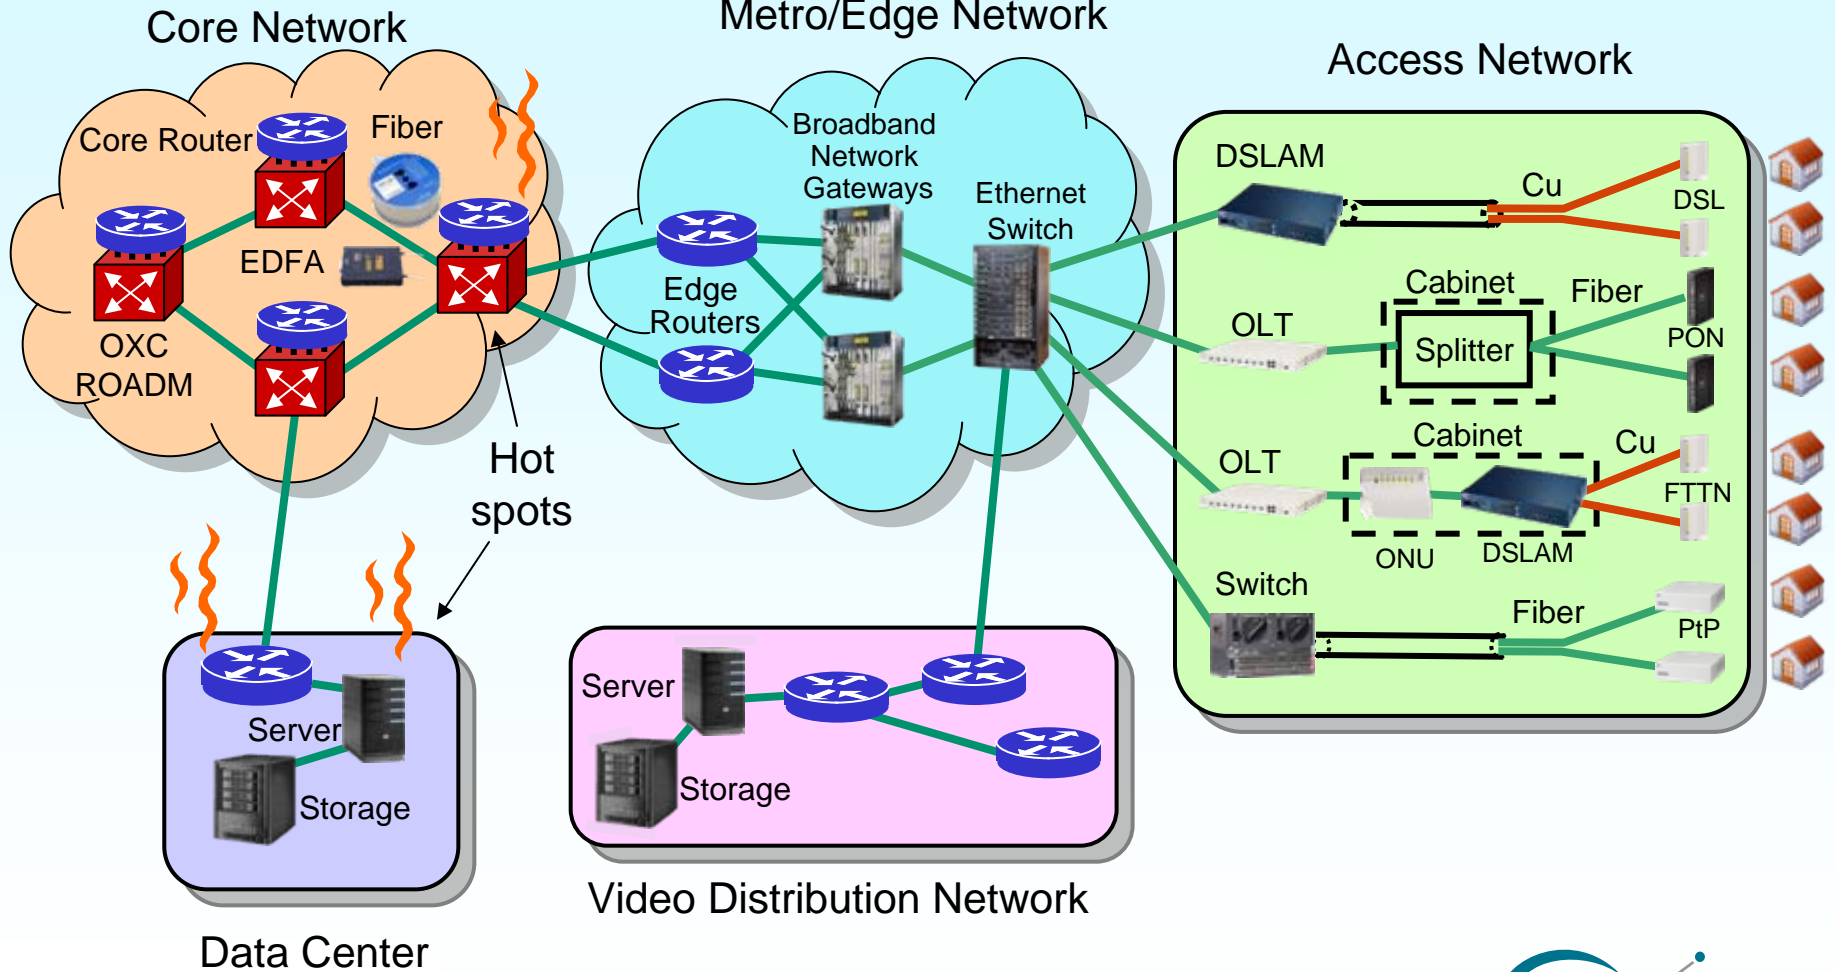 Core Network
Metro/Edge Network
Access Network
Core Router
Fiber
EDFA
OXC
ROADM
Hot
spots
Broadband
Network
Gateways
Ethernet
Switch
Edge
Routers
DSLAM
Cu
DSL
Cabinet
Fiber
OLT
Splitter
PON
Cabinet
Cu
OLT
FTTN
ONU
DSLAM
Switch
Fiber
PtP
Server
Storage
Data Center
Server
Storage
Video Distribution Network